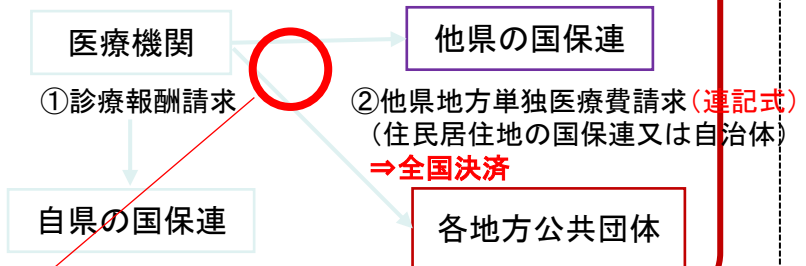 医療機関
他県の国保連
①診療報酬請求
②他県地方単独医療費請求(連記式)
(住民居住地の国保連又は自治体)
⇒全国決済
自県の国保連
各地方公共団体